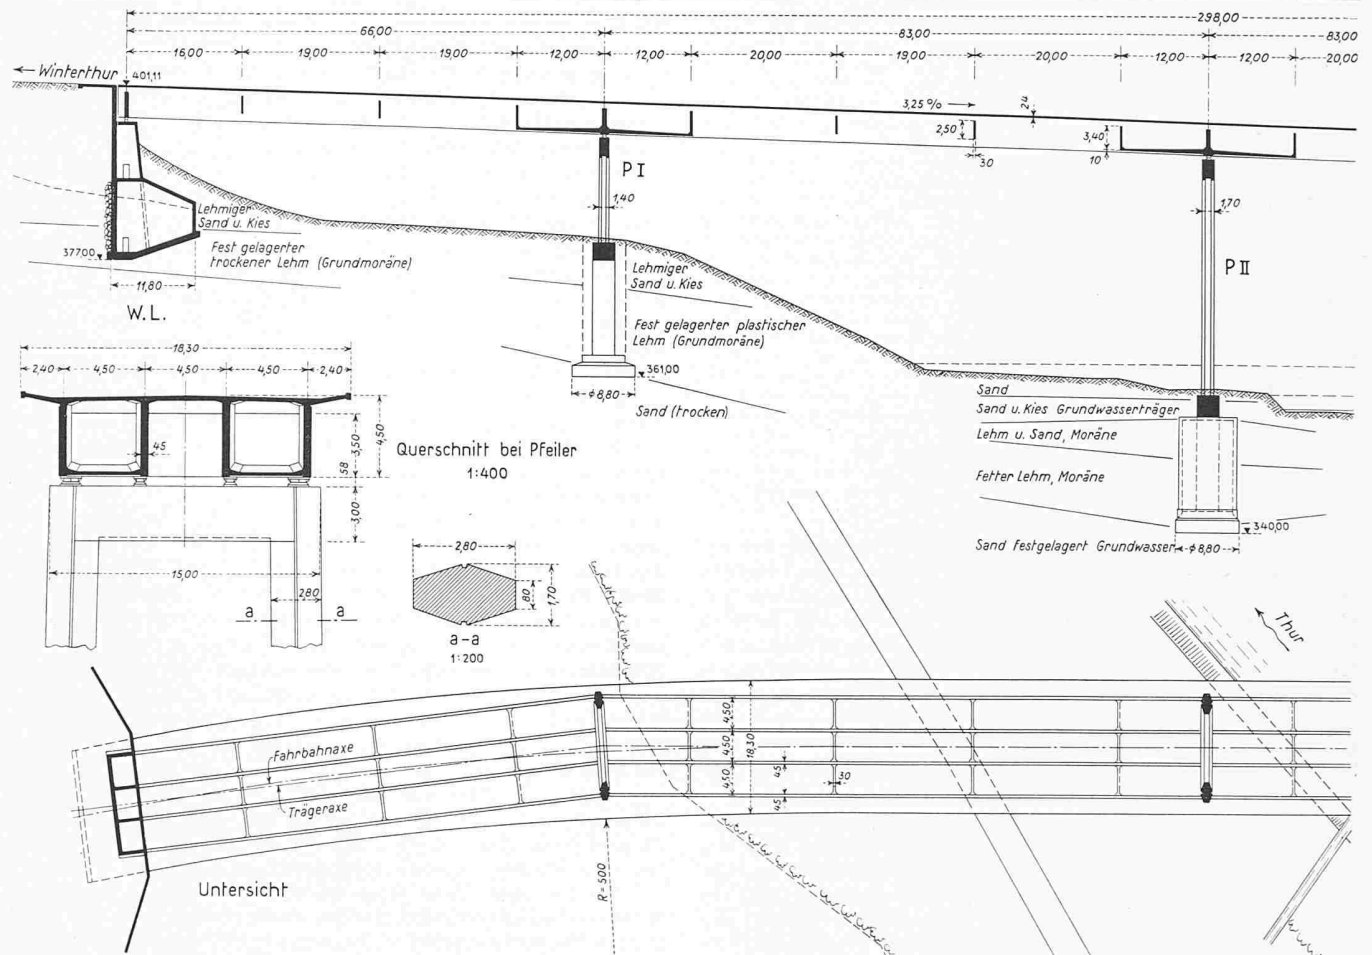 298,00
66,00
83,00
83,00
16,00
19,00
19,00
12,00
12,00
20,00
19,00
20,00
12,00
12,00
20,00
Winterthur
401,11
3,25 %
24
2,50
30
3,40
10
P I
1,40
1,70
P II
Lehmiger
Sand u. Kies
Fest gelagerter
trockener Lehm (Grundmoräne)
377,00
11,80
W.L.
Lehmiger
Sand u. Kies
Fest gelagerter plastischer
Lehm (Grundmoräne)
361,00
ϕ 8,80
Sand (trocken)
Sand
Sand u. Kies Grundwasserträger
Lehm u. Sand, Moräne
Fetter Lehm, Moräne
340,00
Sand festgelagert Grundwasser
ϕ 8,80
18,30
2,40
4,50
4,50
4,50
2,40
45
58
3,50
4,50
3,00
15,00
2,80
a
a
Querschnitt bei Pfeiler
1:400
2,80
80
1,70
a–a
1:200
Thur
Fahrbahnaxe
Trägeraxe
4,50
4,50
4,50
18,30
45
45
30
R = 500
Untersicht